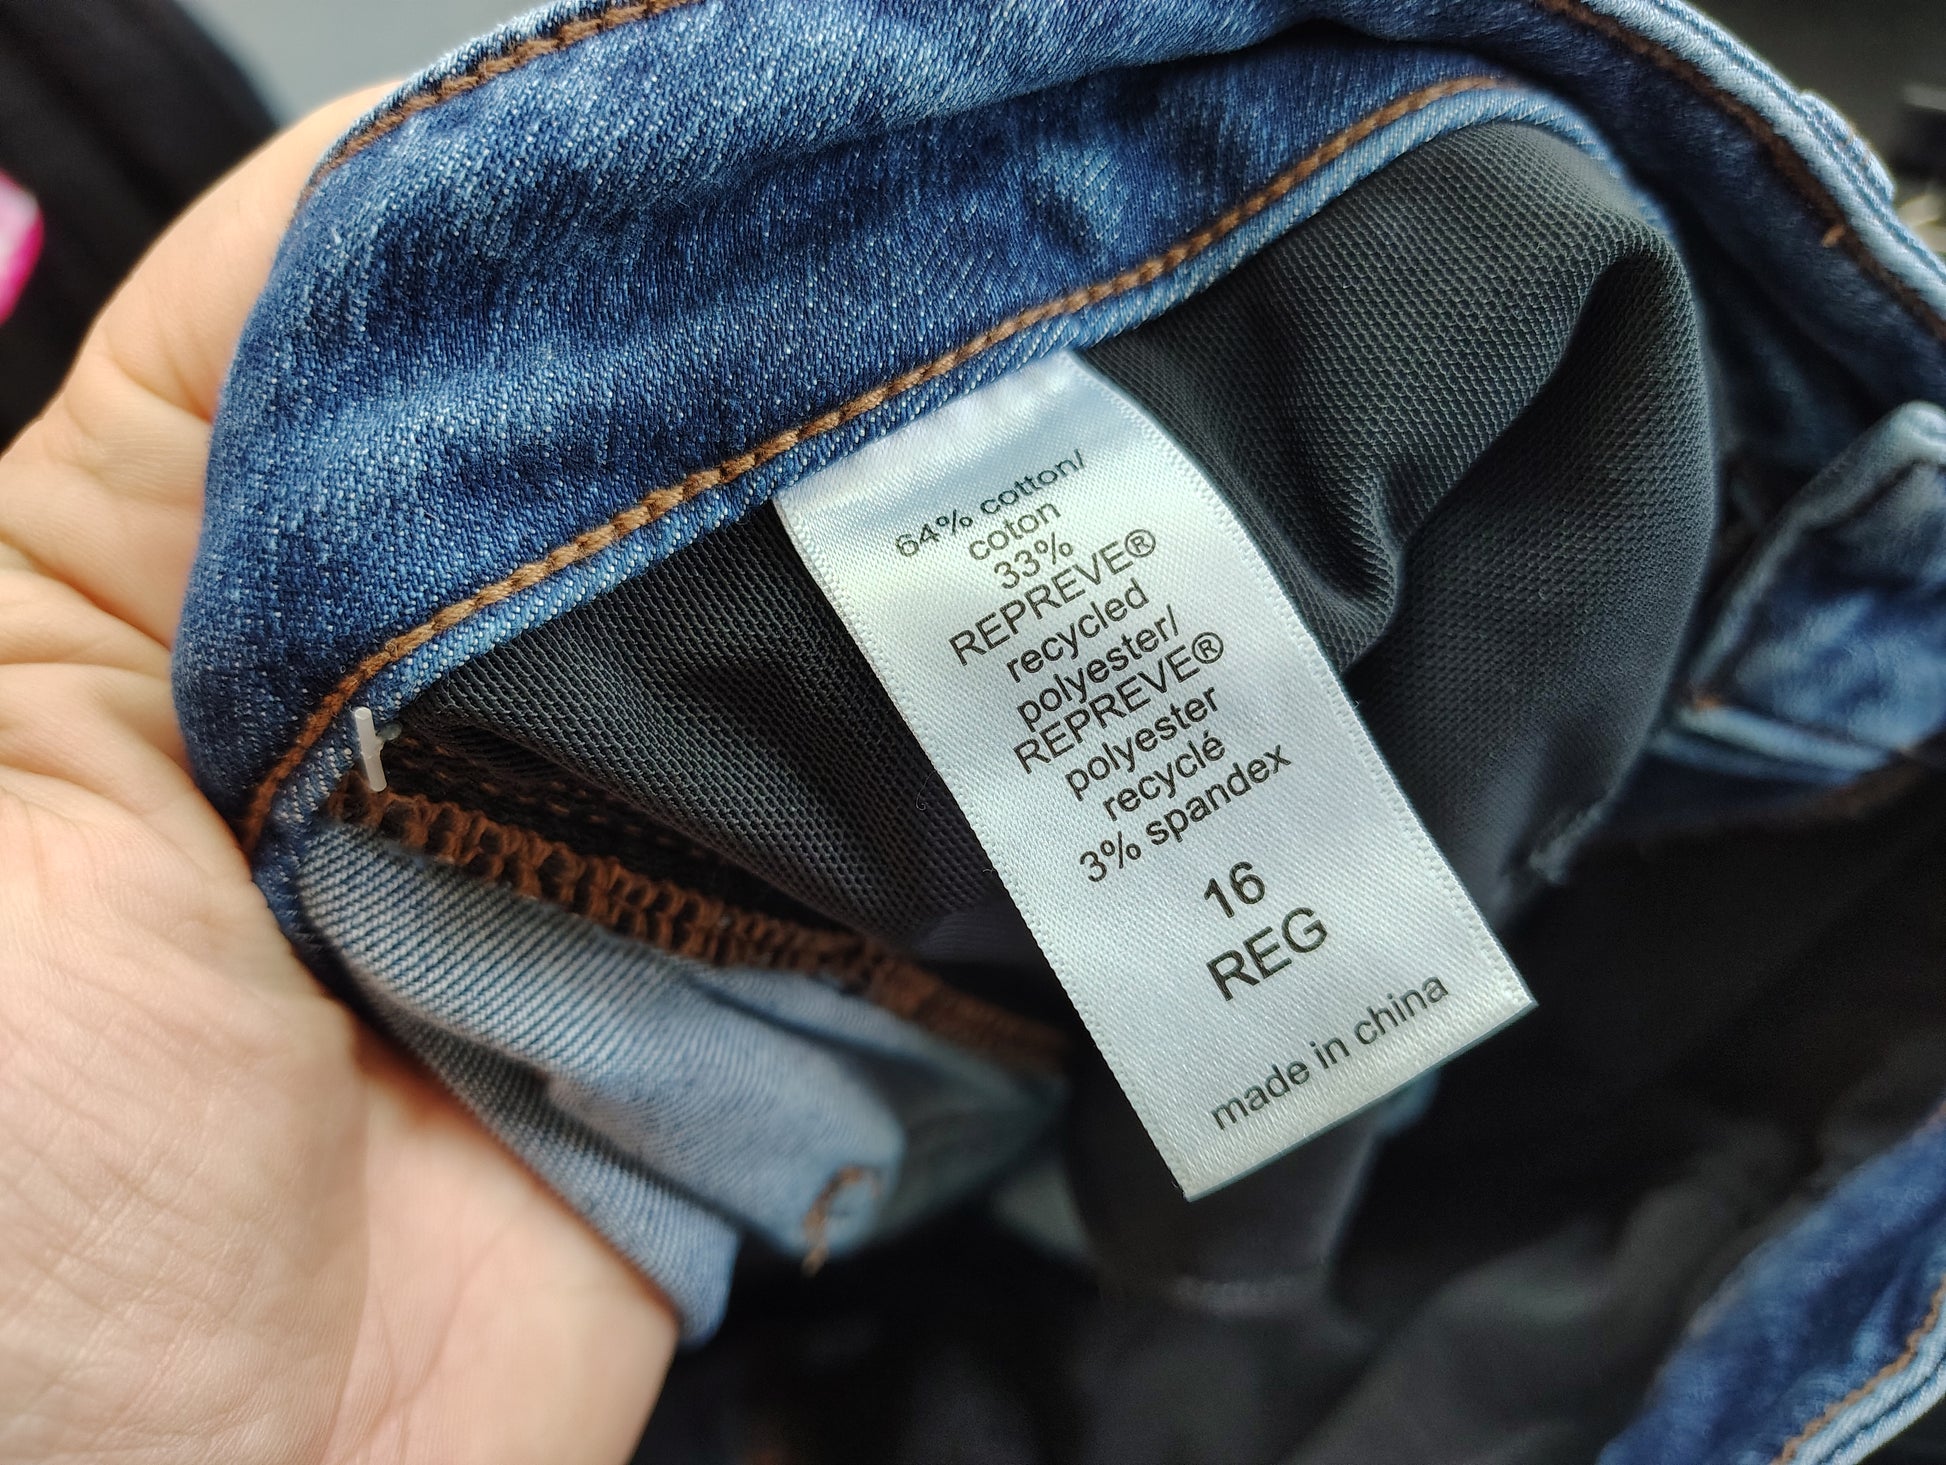 64% cotton/
coton
33%
REPREVE®
recycled
polyester/
REPREVE®
polyester
recyclé
3% spandex
16
REG
made in china